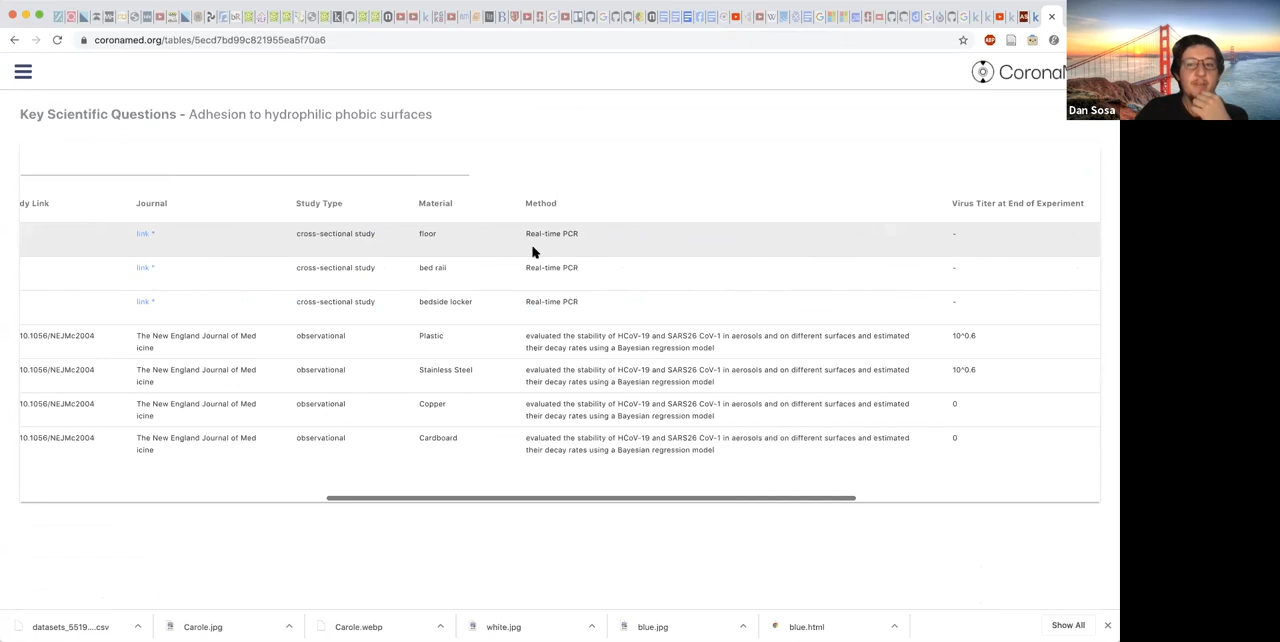 coronamed.org/tables/5ecd7bd99c821955ea5f70a6
ABP
Corona
Dan Sosa
Key Scientific Questions - Adhesion to hydrophilic phobic surfaces
dy Link Journal Study Type Material Method Virus Titer at End of Experiment
link * cross-sectional study floor Real-time PCR -
link * cross-sectional study bed rail Real-time PCR -
link * cross-sectional study bedside locker Real-time PCR -
10.1056/NEJMc2004 The New England Journal of Med observational Plastic evaluated the stability of HCoV-19 and SARS26 CoV-1 in aerosols and on different surfaces and estimated 10^0.6
icine their decay rates using a Bayesian regression model
10.1056/NEJMc2004 The New England Journal of Med observational Stainless Steel evaluated the stability of HCoV-19 and SARS26 CoV-1 in aerosols and on different surfaces and estimated 10^0.6
icine their decay rates using a Bayesian regression model
10.1056/NEJMc2004 The New England Journal of Med observational Copper evaluated the stability of HCoV-19 and SARS26 CoV-1 in aerosols and on different surfaces and estimated 0
icine their decay rates using a Bayesian regression model
10.1056/NEJMc2004 The New England Journal of Med observational Cardboard evaluated the stability of HCoV-19 and SARS26 CoV-1 in aerosols and on different surfaces and estimated 0
icine their decay rates using a Bayesian regression model
datasets_5519....csv Carole.jpg Carole.webp white.jpg blue.jpg blue.html Show All